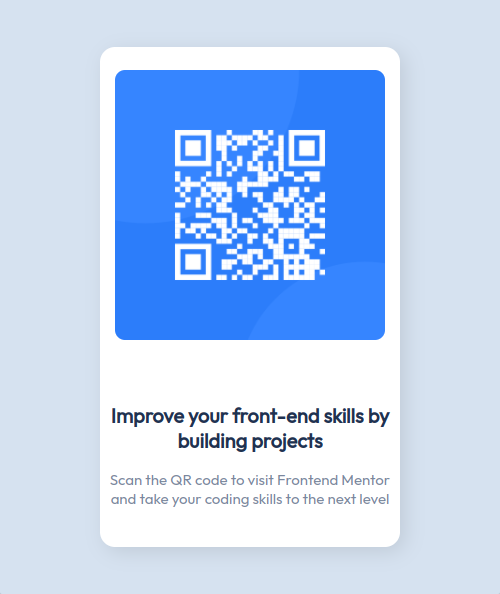 Improve your front-end skills by
building projects
Scan the QR code to visit Frontend Mentor
and take your coding skills to the next level